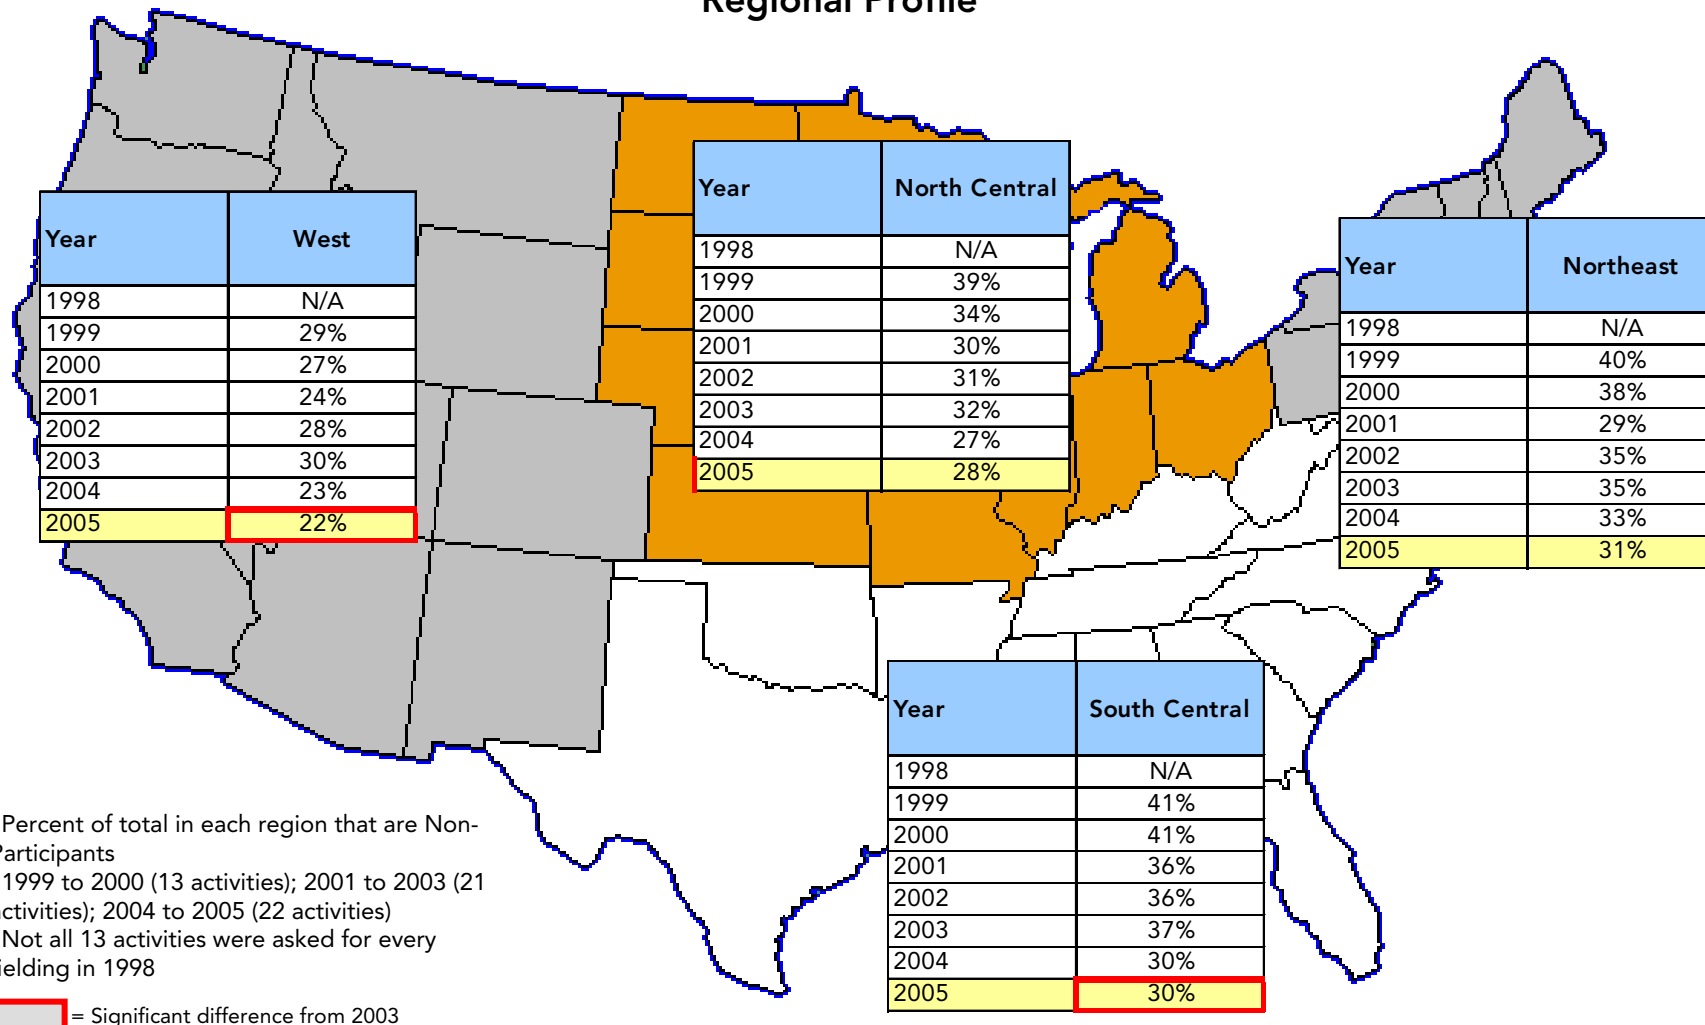 Regional Profile
Year North Central
1998 N/A
1999 39%
2000 34%
2001 30%
2002 31%
2003 32%
2004 27%
2005 28%
Year West
1998 N/A
1999 29%
2000 27%
2001 24%
2002 28%
2003 30%
2004 23%
2005 22%
Year Northeast
1998 N/A
1999 40%
2000 38%
2001 29%
2002 35%
2003 35%
2004 33%
2005 31%
Year South Central
1998 N/A
1999 41%
2000 41%
2001 36%
2002 36%
2003 37%
2004 30%
2005 30%
Percent of total in each region that are Non-
Participants
1999 to 2000 (13 activities); 2001 to 2003 (21
activities); 2004 to 2005 (22 activities)
Not all 13 activities were asked for every
fielding in 1998
= Significant difference from 2003